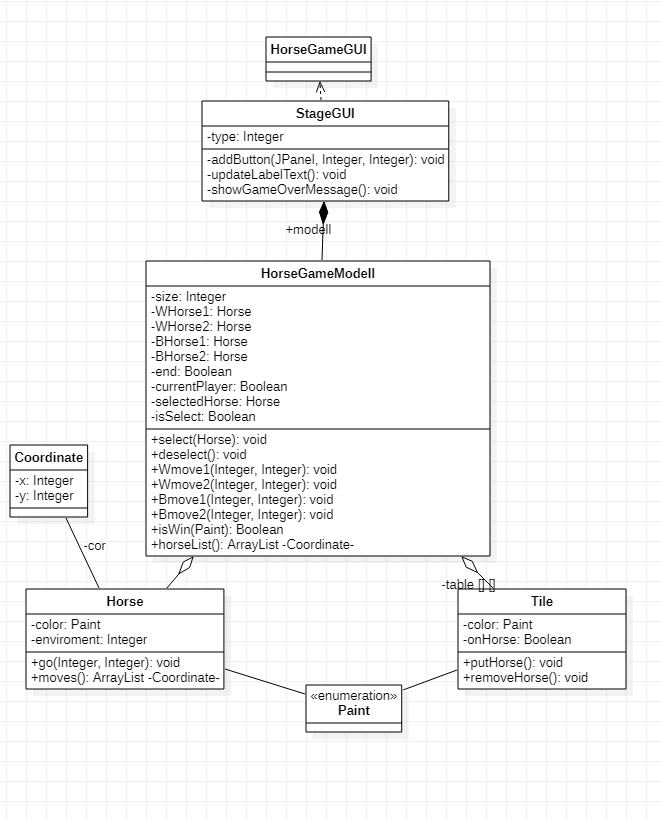 HorseGameGUI
StageGUI
-type: Integer
-addButton(JPanel, Integer, Integer): void
-updateLabelText(): void
-showGameOverMessage(): void
+modell
HorseGameModell
-size: Integer
-WHorse1: Horse
-WHorse2: Horse
-BHorse1: Horse
-BHorse2: Horse
-end: Boolean
-currentPlayer: Boolean
-selectedHorse: Horse
-isSelect: Boolean
+select(Horse): void
+deselect(): void
+Wmove1(Integer, Integer): void
+Wmove2(Integer, Integer): void
+Bmove1(Integer, Integer): void
+Bmove2(Integer, Integer): void
+isWin(Paint): Boolean
+horseList(): ArrayList -Coordinate-
Coordinate
-x: Integer
-y: Integer
-cor
-table [] []
Horse
-color: Paint
-enviroment: Integer
+go(Integer, Integer): void
+moves(): ArrayList -Coordinate-
Tile
-color: Paint
-onHorse: Boolean
+putHorse(): void
+removeHorse(): void
«enumeration»
Paint